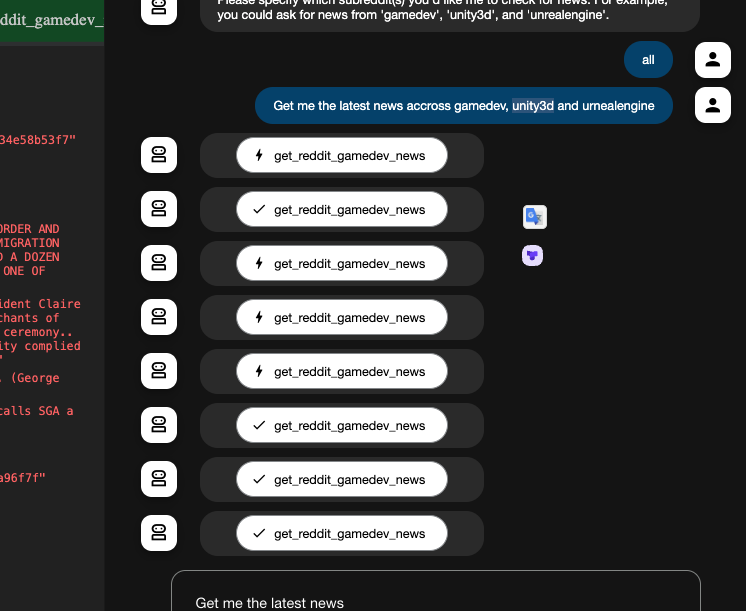 ddit_gamedev_
34e58b53f7"
ORDER AND
MIGRATION
D A DOZEN
ONE OF
ident Claire
chants of
ceremony..
ity complied
. (George
calls SGA a
a96f7f"
Please specify which subreddit(s) you'd like me to check for news. For example,
you could ask for news from 'gamedev', 'unity3d', and 'unrealengine'.
all
Get me the latest news accross gamedev, unity3d and urnealengine
get_reddit_gamedev_news
get_reddit_gamedev_news
get_reddit_gamedev_news
get_reddit_gamedev_news
get_reddit_gamedev_news
get_reddit_gamedev_news
get_reddit_gamedev_news
get_reddit_gamedev_news
Get me the latest news